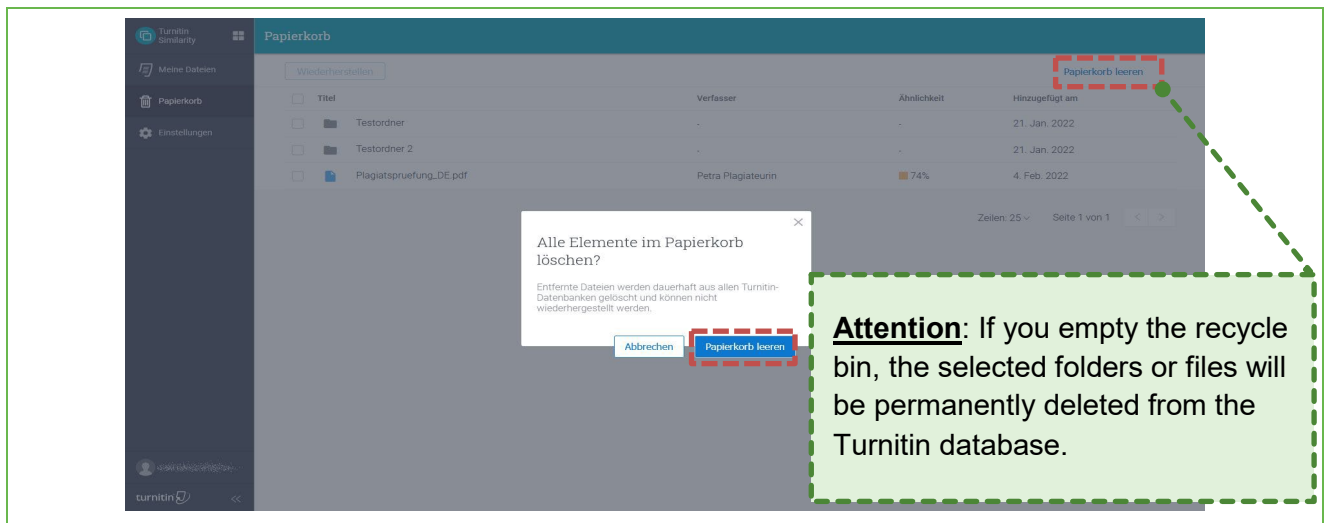 Turnitin
Similarity
Papierkorb
Meine Dateien
Wiederherstellen
Papierkorb leeren
Papierkorb
Titel Verfasser Ähnlichkeit Hinzugefügt am
Testordner - - 21. Jan. 2022
Einstellungen
Testordner 2 - - 21. Jan. 2022
Plagiatspruefung_DE.pdf Petra Plagiateurin 74% 4. Feb. 2022
Zeilen: 25 Seite 1 von 1 < >
Alle Elemente im Papierkorb
löschen?
Entfernte Dateien werden dauerhaft aus allen Turnitin-
Datenbanken gelöscht und können nicht
wiederhergestellt werden.
Abbrechen Papierkorb leeren
Attention: If you empty the recycle
bin, the selected folders or files will
be permanently deleted from the
Turnitin database.
turnitin